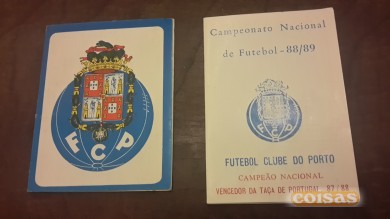 FCP
Campeonato Nacional
de Futebol - 88/89
FCP
FUTEBOL CLUBE DO PORTO
CAMPEÃO NACIONAL
VENCEDOR DA TAÇA DE PORTUGAL 87/88
coisas